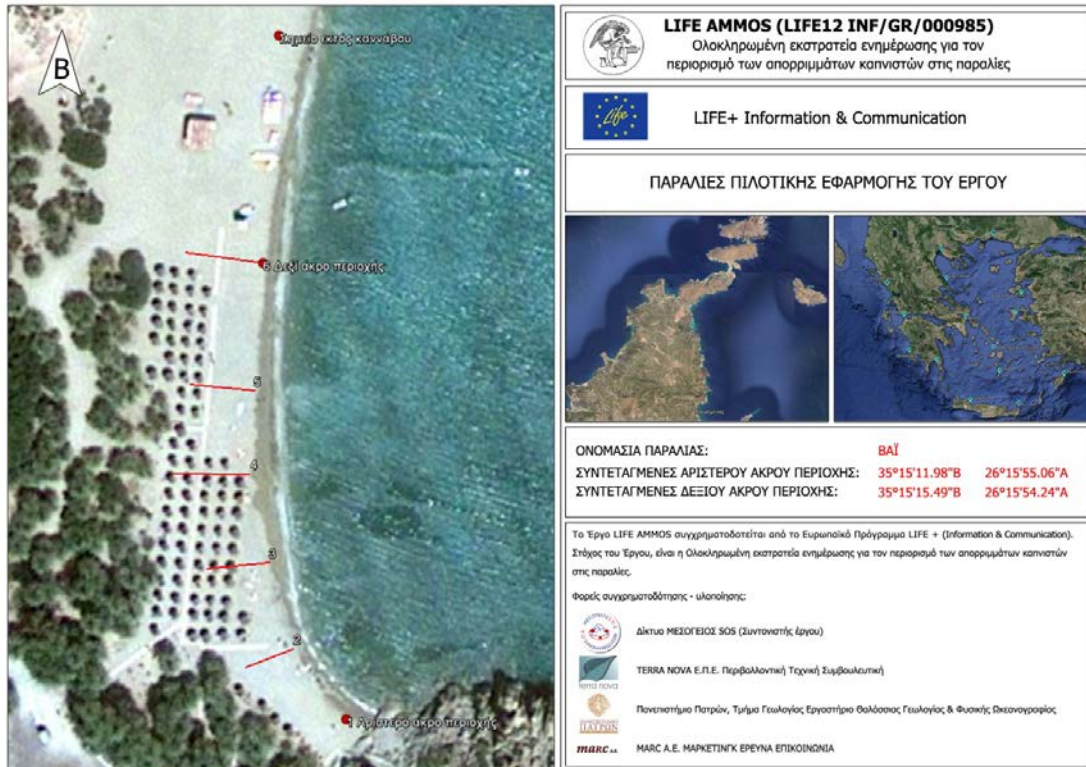 B
Σημείο εκτός καννάβου
6 Δεξί άκρο περιοχής
5
4
3
2
1 Αριστερό άκρο περιοχής
LIFE AMMOS (LIFE12 INF/GR/000985)
Ολοκληρωμένη εκστρατεία ενημέρωσης για τον
περιορισμό των απορριμμάτων καπνιστών στις παραλίες
Life
LIFE+ Information & Communication
ΠΑΡΑΛΙΕΣ ΠΙΛΟΤΙΚΗΣ ΕΦΑΡΜΟΓΗΣ ΤΟΥ ΕΡΓΟΥ
ΟΝΟΜΑΣΙΑ ΠΑΡΑΛΙΑΣ: ΒΑΪ
ΣΥΝΤΕΤΑΓΜΕΝΕΣ ΑΡΙΣΤΕΡΟΥ ΑΚΡΟΥ ΠΕΡΙΟΧΗΣ: 35°15'11.98"Β 26°15'55.06"Α
ΣΥΝΤΕΤΑΓΜΕΝΕΣ ΔΕΞΙΟΥ ΑΚΡΟΥ ΠΕΡΙΟΧΗΣ: 35°15'15.49"Β 26°15'54.24"Α
Το Έργο LIFE AMMOS συγχρηματοδοτείται από το Ευρωπαϊκό Πρόγραμμα LIFE + (Information & Communication).
Στόχος του Έργου, είναι η Ολοκληρωμένη εκστρατεία ενημέρωσης για τον περιορισμό των απορριμμάτων καπνιστών
στις παραλίες.
Φορείς συγχρηματοδότησης - υλοποίησης:
Δίκτυο ΜΕΣΟΓΕΙΟΣ SOS (Συντονιστής έργου)
terra nova
TERRA NOVA Ε.Π.Ε. Περιβαλλοντική Τεχνική Συμβουλευτική
ΠΑΤΡΩΝ
Πανεπιστήμιο Πατρών, Τμήμα Γεωλογίας Εργαστήριο Θαλάσσιας Γεωλογίας & Φυσικής Ωκεανογραφίας
marc A.E.
MARC A.E. ΜΑΡΚΕΤΙΝΓΚ ΕΡΕΥΝΑ ΕΠΙΚΟΙΝΩΝΙΑ